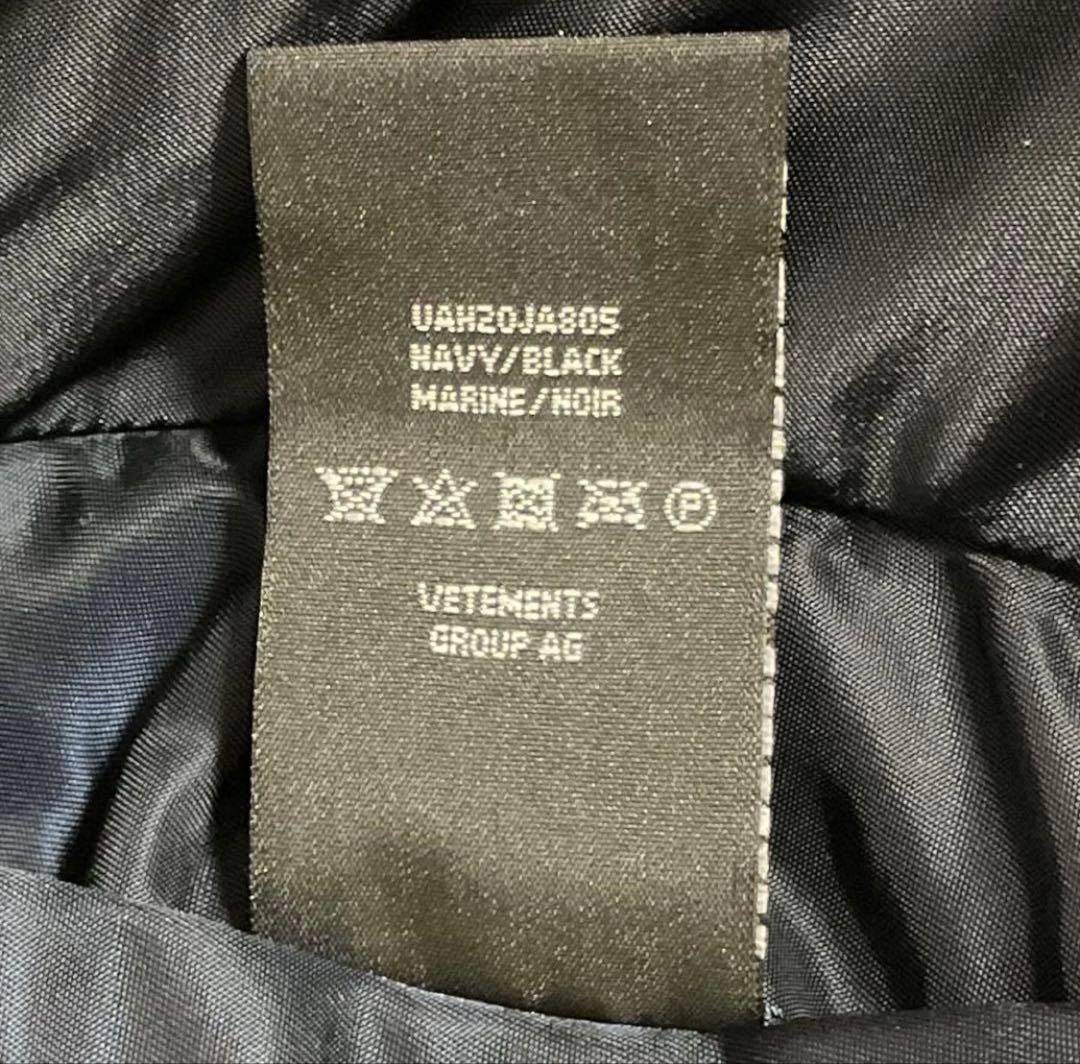 UAH20JA805
NAVY/BLACK
MARINE/NOIR
P
VETEMENTS
GROUP AG